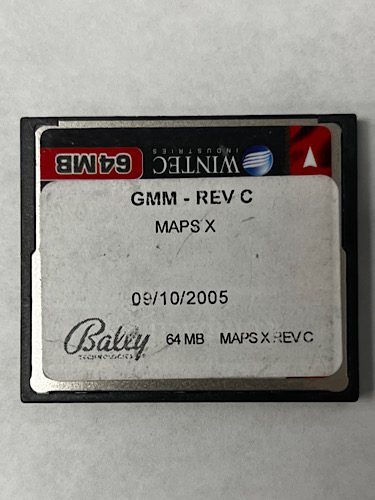 64MB WINTEC
INDUSTRIES
GMM - REV C
MAPS X
09/10/2005
Bally 64 MB MAPS X REV C
TECHNOLOGIES